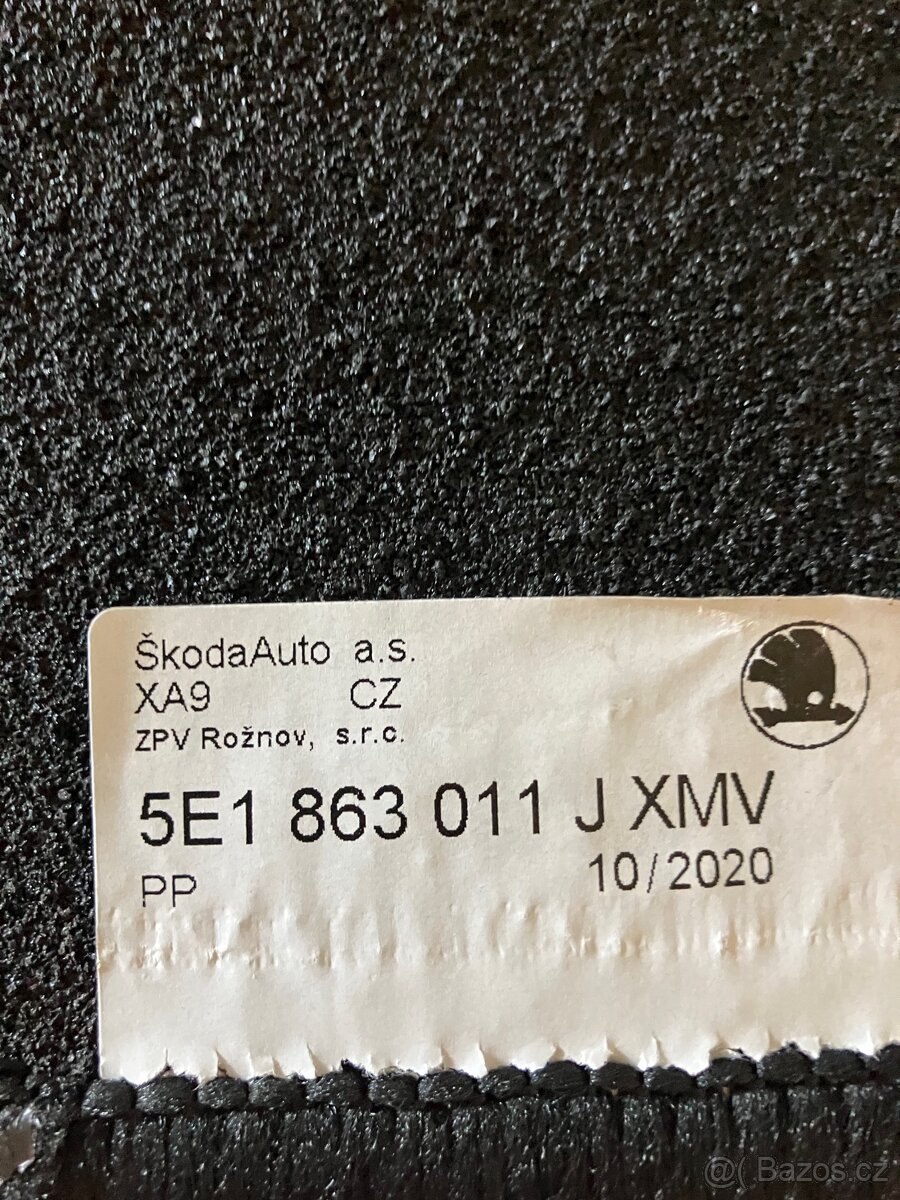 ŠkodaAuto a.s.
XA9 CZ
ZPV Rožnov, s.r.c.
5E1 863 011 J XMV
PP 10/2020
@( Bazos.cz